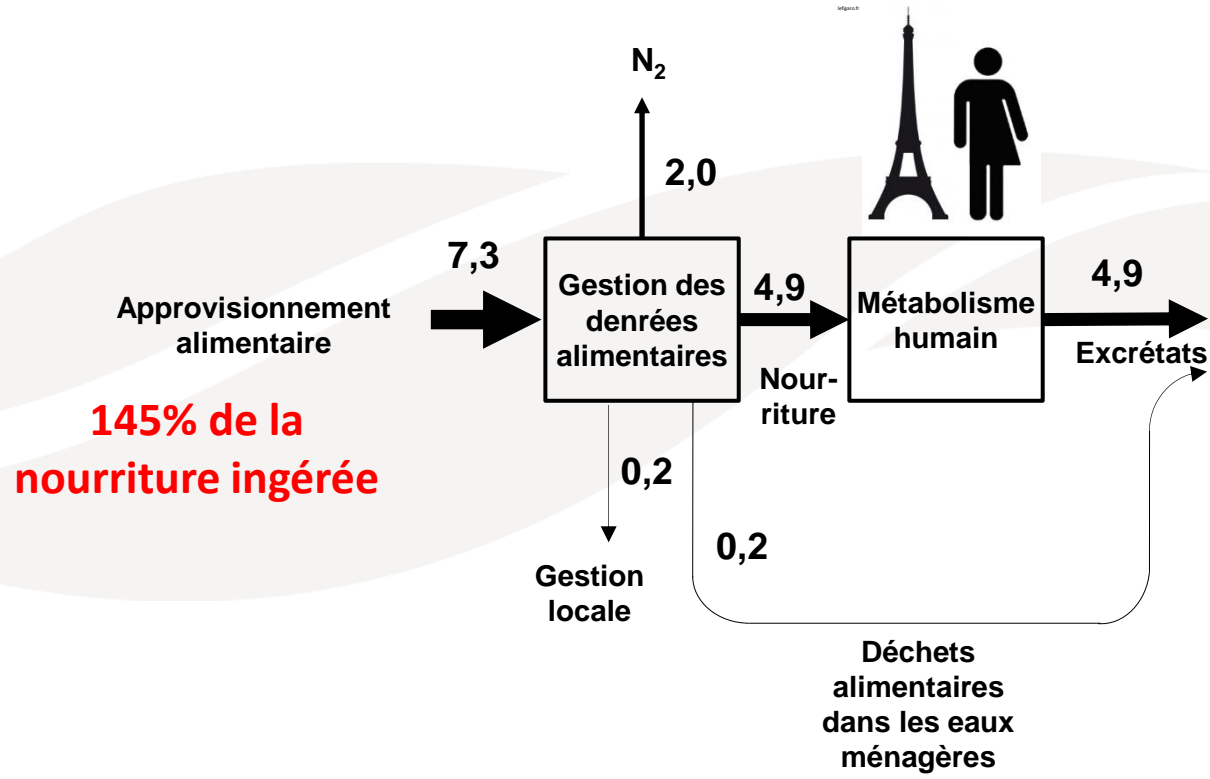 lefigaro.fr
N₂
2,0
7,3
Approvisionnement
alimentaire
145% de la
nourriture ingérée
Gestion des
denrées
alimentaires
4,9
Nour-
riture
Métabolisme
humain
4,9
Excrétats
0,2
Gestion
locale
0,2
Déchets
alimentaires
dans les eaux
ménagères